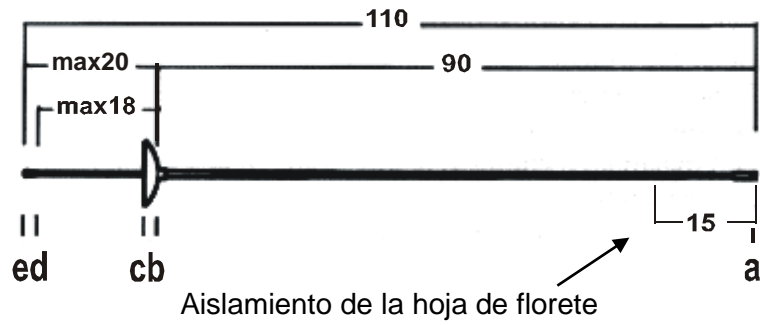 110
max20 90
max18
15
ed cb a
Aislamiento de la hoja de florete